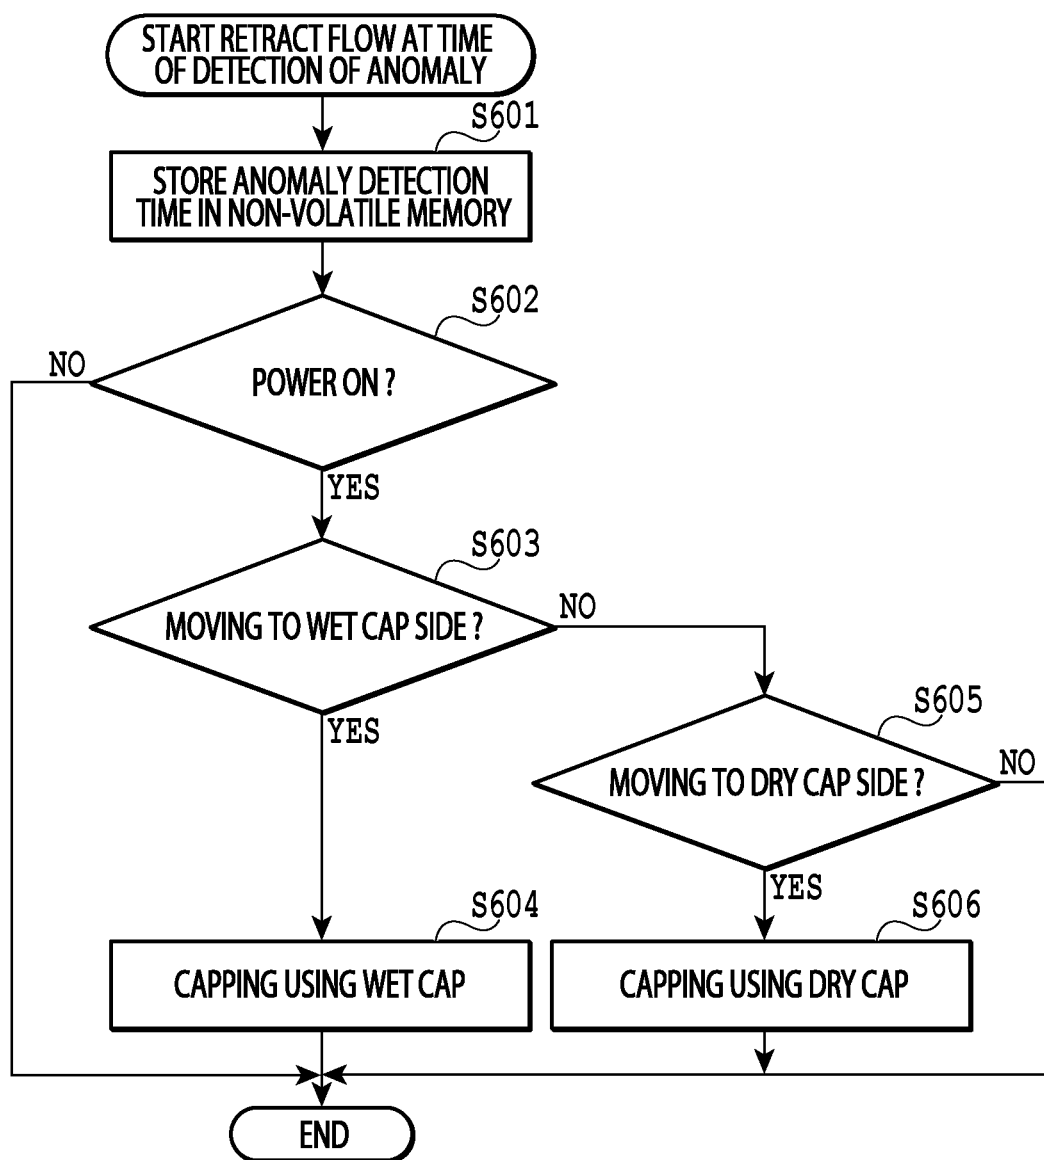 START RETRACT FLOW AT TIME
OF DETECTION OF ANOMALY
S601
STORE ANOMALY DETECTION
TIME IN NON-VOLATILE MEMORY
S602
NO
POWER ON ?
YES
S603
MOVING TO WET CAP SIDE ?
NO
YES
S605
MOVING TO DRY CAP SIDE ?
NO
YES
S604
CAPPING USING WET CAP
S606
CAPPING USING DRY CAP
END